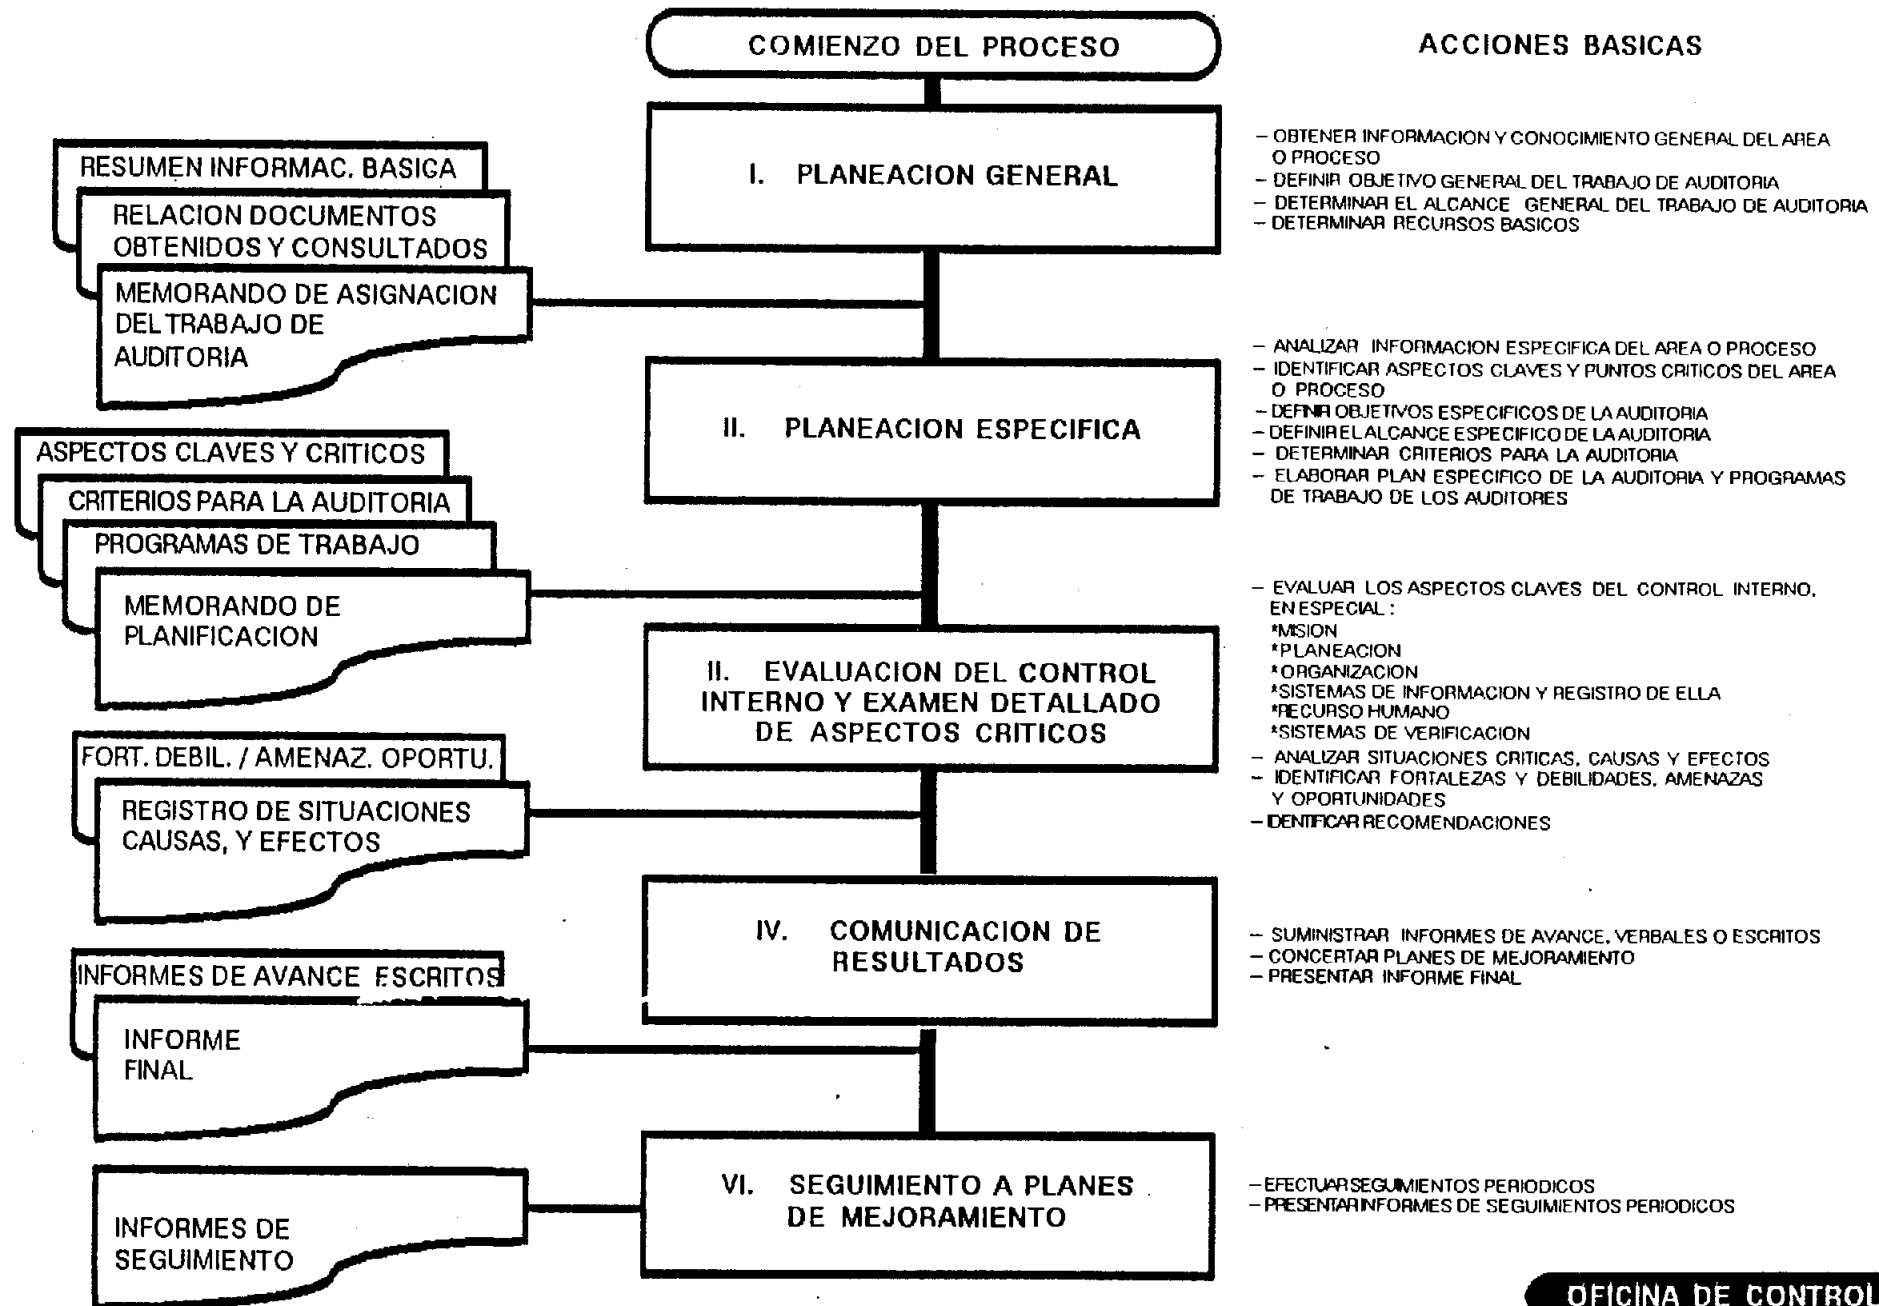 COMIENZO DEL PROCESO
ACCIONES BASICAS
I. PLANEACION GENERAL
– OBTENER INFORMACION Y CONOCIMIENTO GENERAL DEL AREA
O PROCESO
– DEFINIR OBJETIVO GENERAL DEL TRABAJO DE AUDITORIA
– DETERMINAR EL ALCANCE GENERAL DEL TRABAJO DE AUDITORIA
– DETERMINAR RECURSOS BASICOS
RESUMEN INFORMAC. BASICA
RELACION DOCUMENTOS
OBTENIDOS Y CONSULTADOS
MEMORANDO DE ASIGNACION
DEL TRABAJO DE
AUDITORIA
II. PLANEACION ESPECIFICA
– ANALIZAR INFORMACION ESPECIFICA DEL AREA O PROCESO
– IDENTIFICAR ASPECTOS CLAVES Y PUNTOS CRITICOS DEL AREA
O PROCESO
– DEFINIR OBJETIVOS ESPECIFICOS DE LA AUDITORIA
– DEFINIR EL ALCANCE ESPECIFICO DE LA AUDITORIA
– DETERMINAR CRITERIOS PARA LA AUDITORIA
– ELABORAR PLAN ESPECIFICO DE LA AUDITORIA Y PROGRAMAS
DE TRABAJO DE LOS AUDITORES
ASPECTOS CLAVES Y CRITICOS
CRITERIOS PARA LA AUDITORIA
PROGRAMAS DE TRABAJO
MEMORANDO DE
PLANIFICACION
II. EVALUACION DEL CONTROL
INTERNO Y EXAMEN DETALLADO
DE ASPECTOS CRITICOS
– EVALUAR LOS ASPECTOS CLAVES DEL CONTROL INTERNO,
EN ESPECIAL :
*MISION
*PLANEACION
*ORGANIZACION
*SISTEMAS DE INFORMACION Y REGISTRO DE ELLA
*RECURSO HUMANO
*SISTEMAS DE VERIFICACION
– ANALIZAR SITUACIONES CRITICAS, CAUSAS Y EFECTOS
– IDENTIFICAR FORTALEZAS Y DEBILIDADES, AMENAZAS
Y OPORTUNIDADES
– IDENTIFICAR RECOMENDACIONES
FORT. DEBIL. / AMENAZ. OPORTU.
REGISTRO DE SITUACIONES
CAUSAS, Y EFECTOS
IV. COMUNICACION DE
RESULTADOS
– SUMINISTRAR INFORMES DE AVANCE, VERBALES O ESCRITOS
– CONCERTAR PLANES DE MEJORAMIENTO
– PRESENTAR INFORME FINAL
INFORMES DE AVANCE ESCRITOS
INFORME
FINAL
VI. SEGUIMIENTO A PLANES
DE MEJORAMIENTO
– EFECTUAR SEGUIMIENTOS PERIODICOS
– PRESENTAR INFORMES DE SEGUIMIENTOS PERIODICOS
INFORMES DE
SEGUIMIENTO
OFICINA DE CONTROL